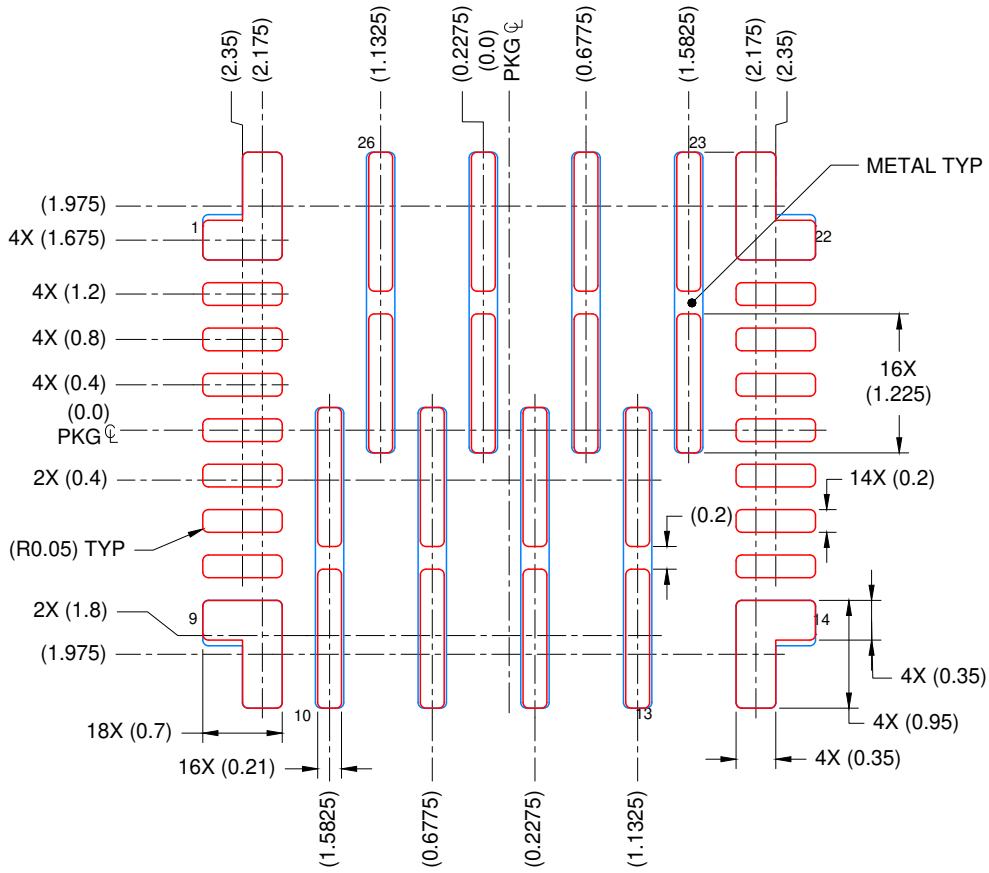 (2.35)
(2.175)
(1.1325)
(0.2275)
(0.0)
PKG ℄
(0.6775)
(1.5825)
(2.175)
(2.35)
26
23
METAL TYP
(1.975)
1
4X (1.675)
22
4X (1.2)
4X (0.8)
16X
(1.225)
4X (0.4)
(0.0)
PKG ℄
2X (0.4)
14X (0.2)
(0.2)
(R0.05) TYP
2X (1.8)
9
14
(1.975)
4X (0.35)
10
13
4X (0.95)
18X (0.7)
4X (0.35)
16X (0.21)
(1.5825)
(0.6775)
(0.2275)
(1.1325)